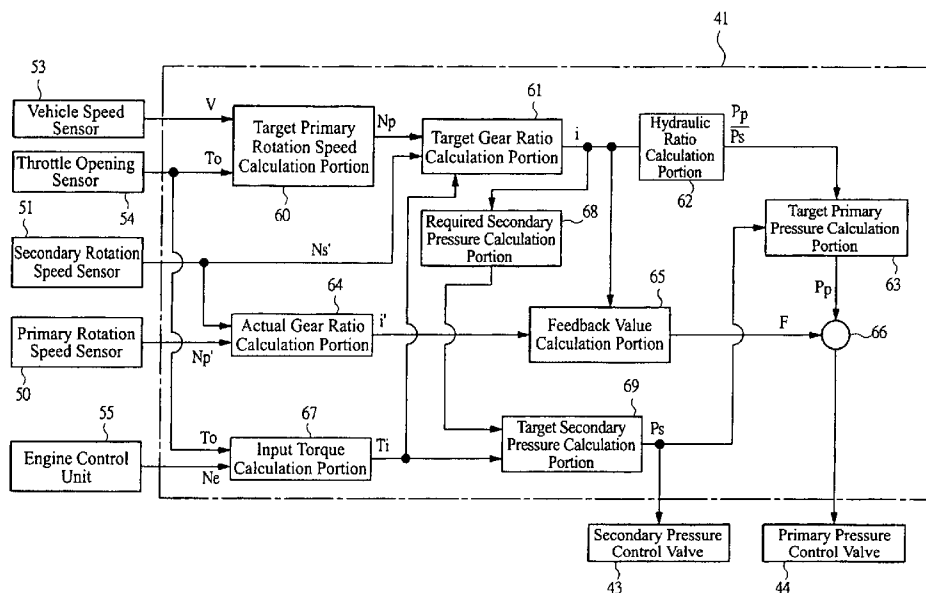 41
53
Vehicle Speed
Sensor
V
Throttle Opening
Sensor
54
To
Target Primary
Rotation Speed
Calculation Portion
60
Np
61
Target Gear Ratio
Calculation Portion
i
Hydraulic
Ratio
Calculation
Portion
62
Pp
Ps
51
Secondary Rotation
Speed Sensor
Ns'
Required Secondary
Pressure Calculation
Portion
68
Target Primary
Pressure Calculation
Portion
63
Pp
Primary Rotation
Speed Sensor
50
Np'
64
Actual Gear Ratio
Calculation Portion
i'
65
Feedback Value
Calculation Portion
F
66
55
Engine Control
Unit
To
Ne
67
Input Torque
Calculation Portion
Ti
69
Target Secondary
Pressure Calculation
Portion
Ps
Secondary Pressure
Control Valve
43
Primary Pressure
Control Valve
44